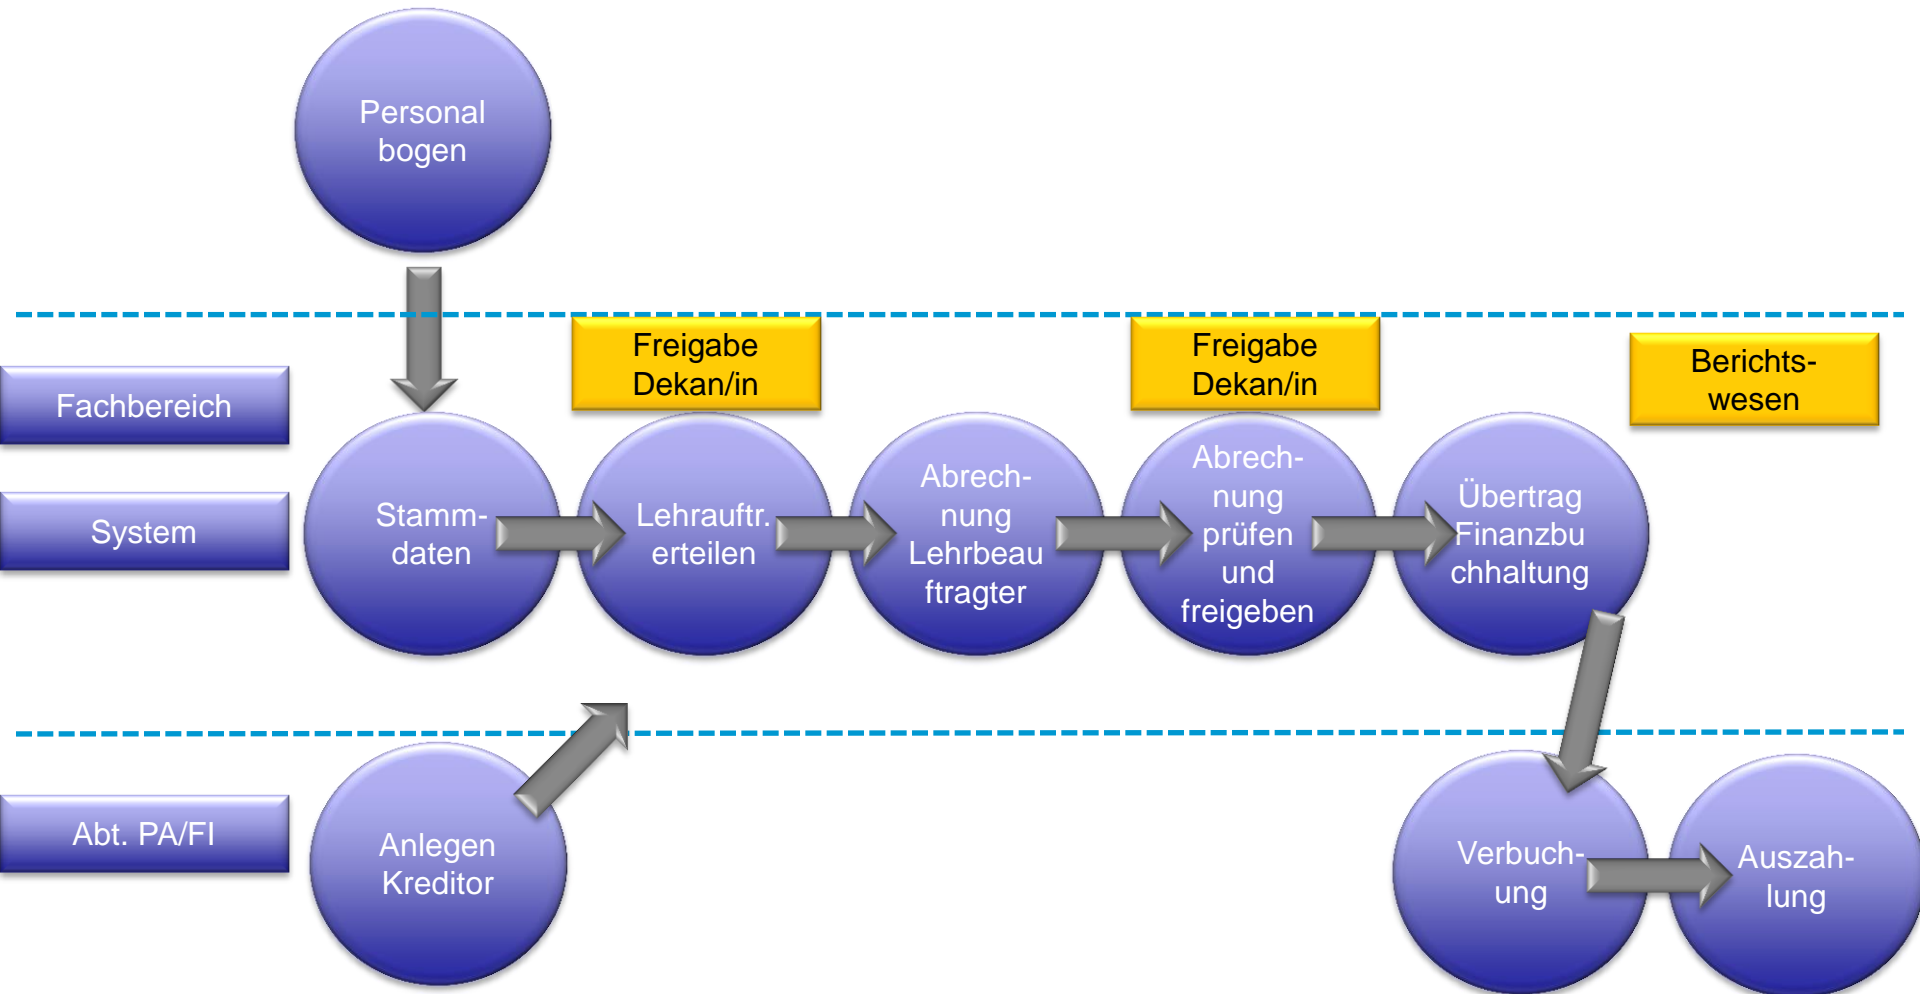 Personal
bogen
Freigabe
Dekan/in
Freigabe
Dekan/in
Berichts-
wesen
Fachbereich
System
Stamm-
daten
Lehrauftr.
erteilen
Abrech-
nung
Lehrbeau
ftragter
Abrech-
nung
prüfen
und
freigeben
Übertrag
Finanzbu
chhaltung
Abt. PA/FI
Anlegen
Kreditor
Verbuch-
ung
Auszah-
lung